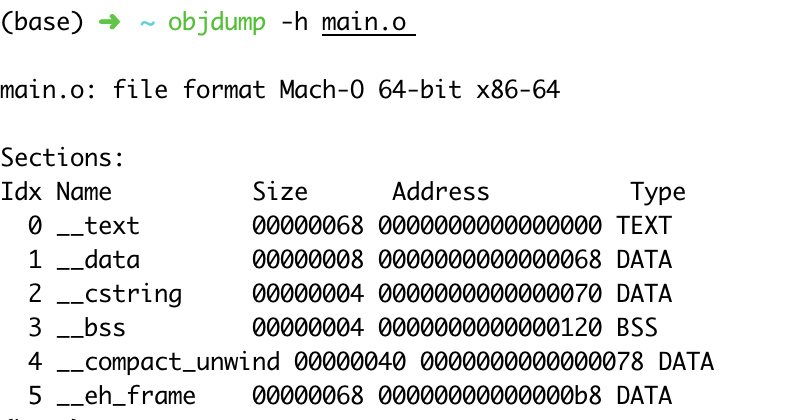 (base) ➜ ~ objdump -h main.o
main.o: file format Mach-O 64-bit x86-64
Sections:
Idx Name Size Address Type
0 __text 00000068 0000000000000000 TEXT
1 __data 00000008 0000000000000068 DATA
2 __cstring 00000004 0000000000000070 DATA
3 __bss 00000004 0000000000000120 BSS
4 __compact_unwind 00000040 0000000000000078 DATA
5 __eh_frame 00000068 00000000000000b8 DATA